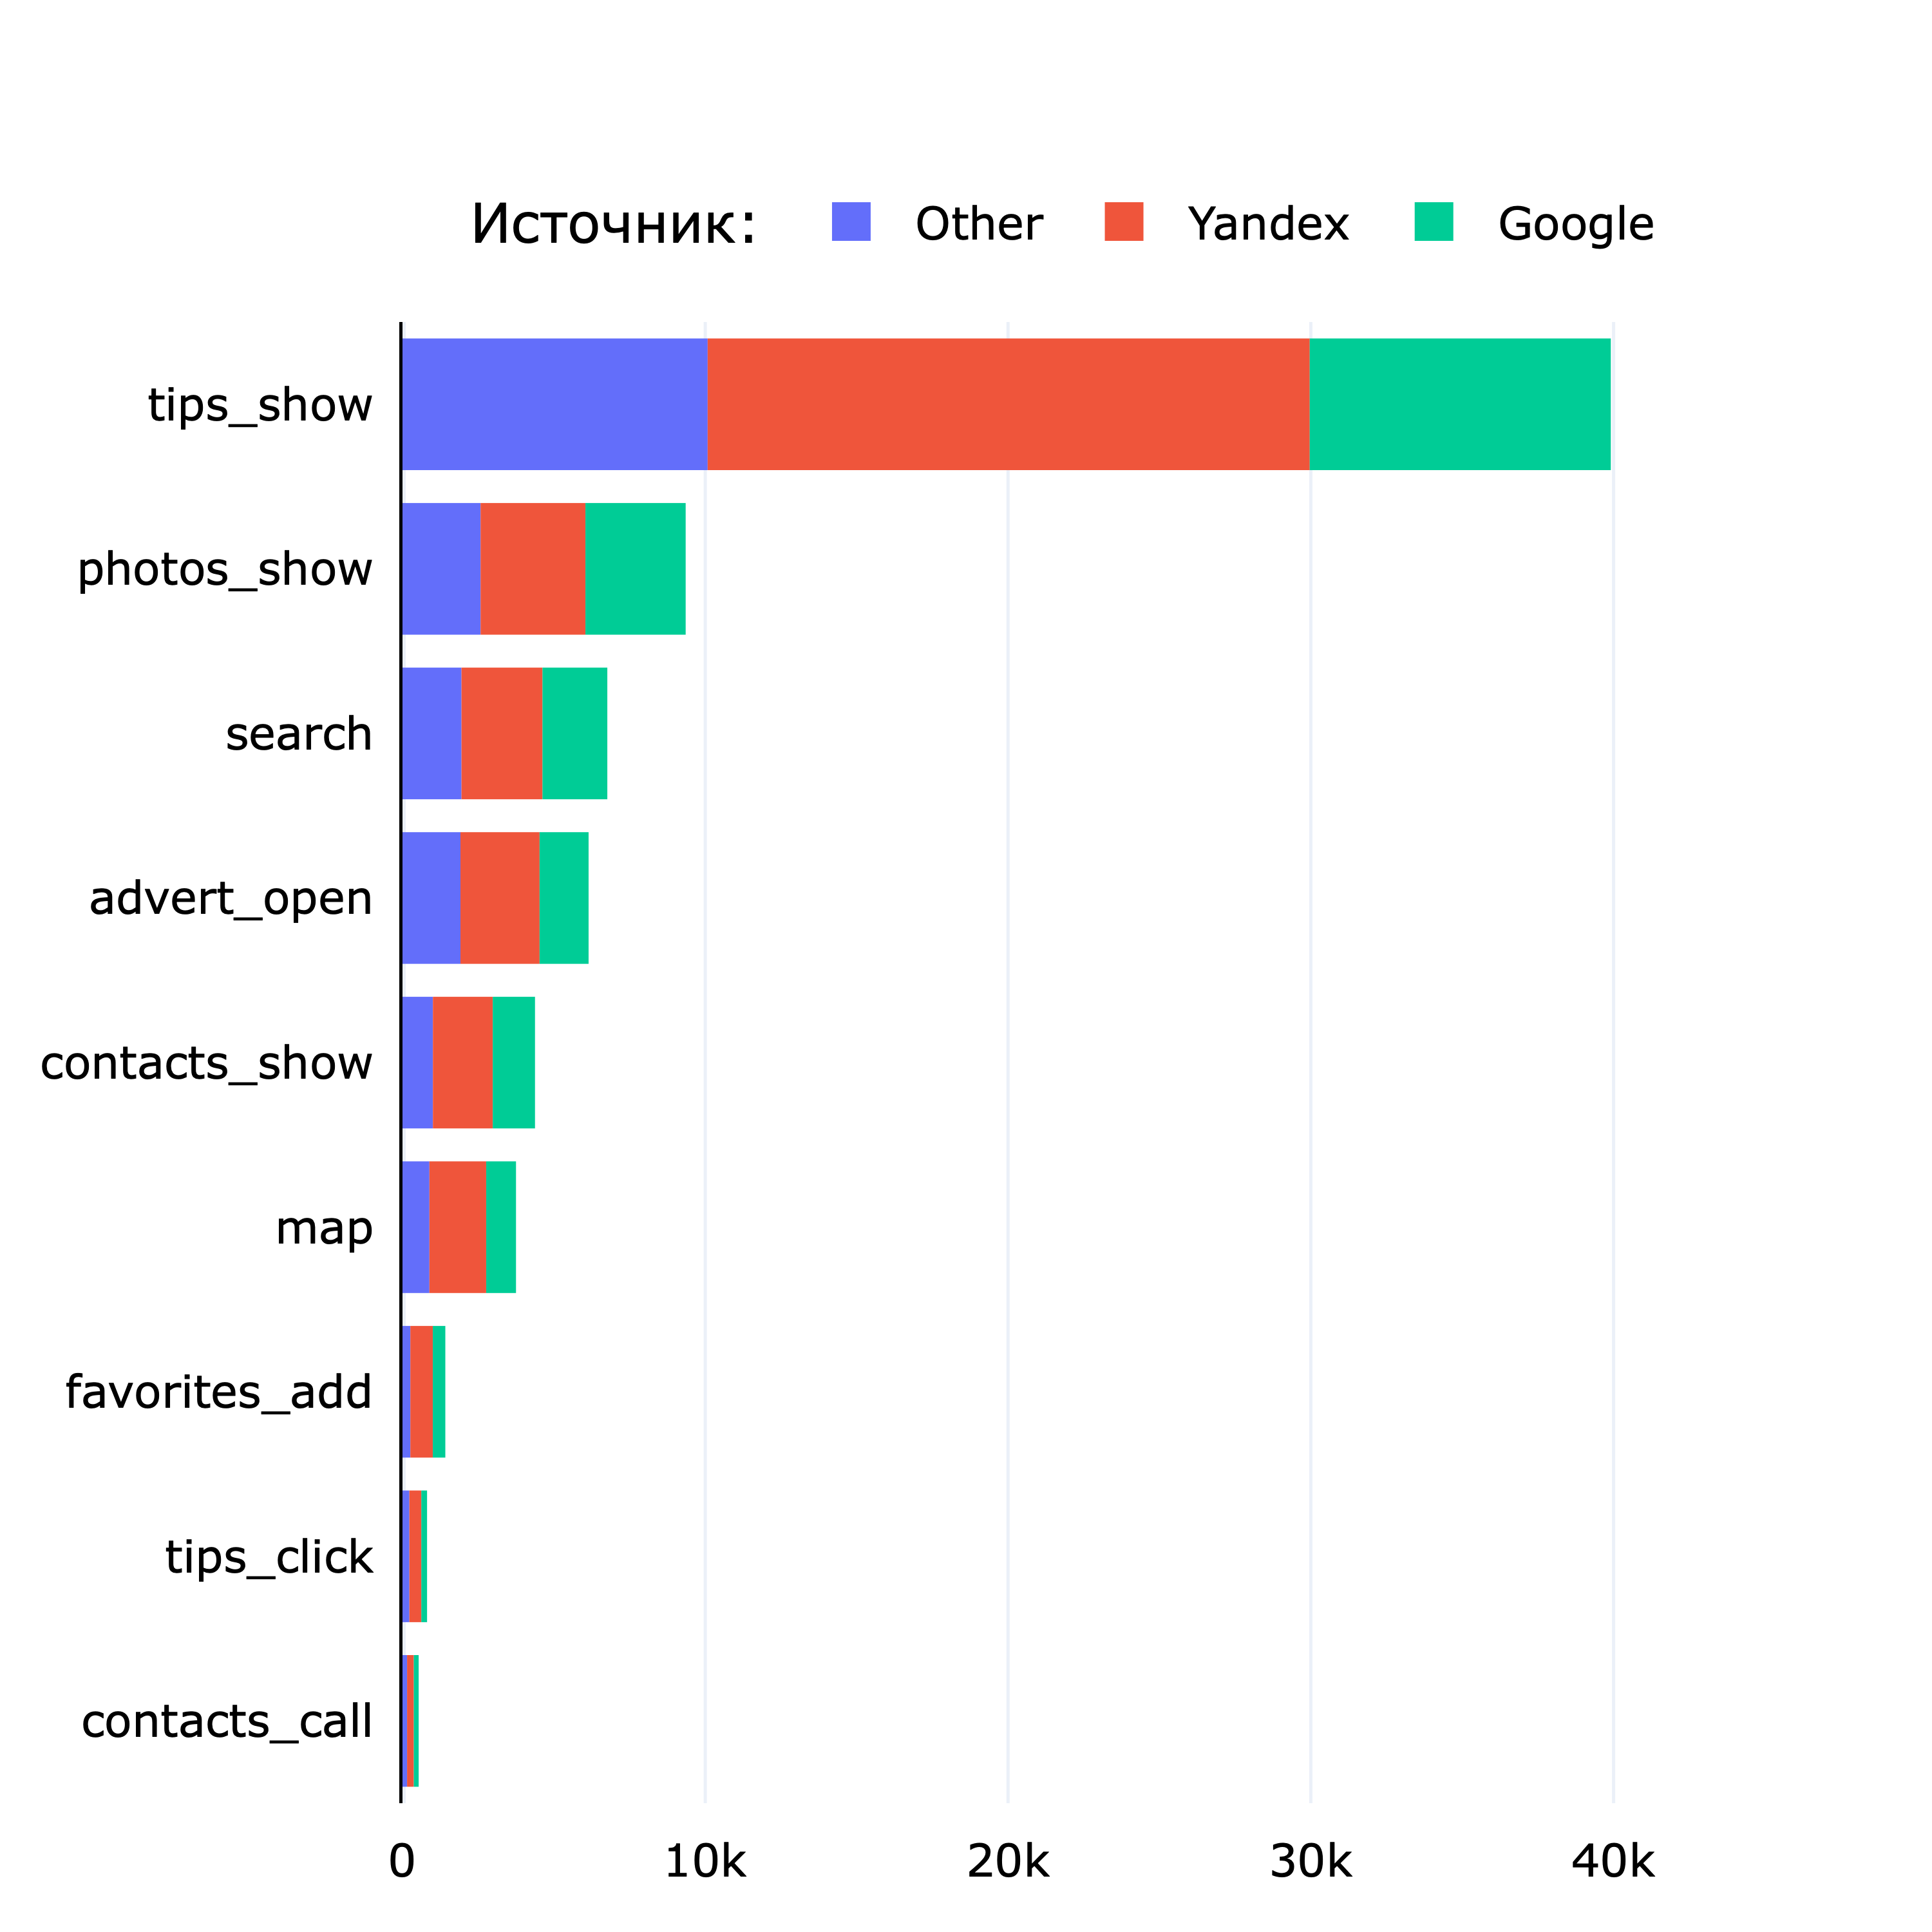 Источник: Other Yandex Google
tips_show
photos_show
search
advert_open
contacts_show
map
favorites_add
tips_click
contacts_call
0 10k 20k 30k 40k